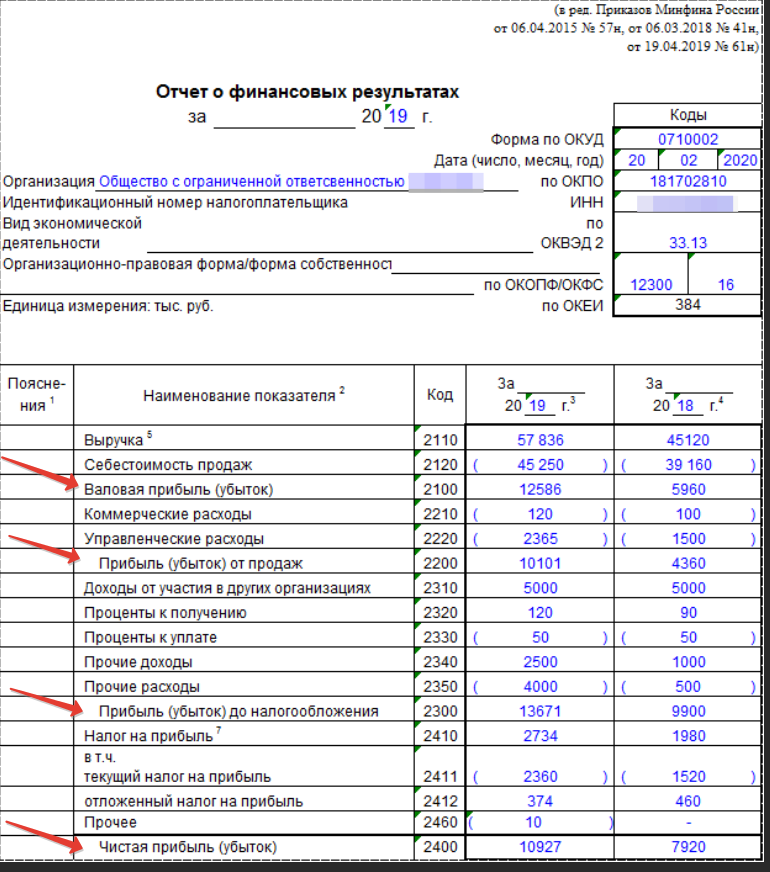 (в ред. Приказов Минфина России
от 06.04.2015 № 57н, от 06.03.2018 № 41н,
от 19.04.2019 № 61н)
Отчет о финансовых результатах
за 20 19 г.
Коды
Форма по ОКУД 0710002
Дата (число, месяц, год) 20 02 2020
Организация Общество с ограниченной ответсвенностью по ОКПО 181702810
Идентификационный номер налогоплательщика ИНН
Вид экономической по
деятельности ОКВЭД 2 33.13
Организационно-правовая форма/форма собственност
по ОКОПФ/ОКФС 12300 16
Единица измерения: тыс. руб. по ОКЕИ 384
Поясне-
ния 1 Наименование показателя 2 Код За 20 19 г.3 За 20 18 г.4
Выручка 5 2110 57 836 45120
Себестоимость продаж 2120 ( 45 250 ) ( 39 160 )
Валовая прибыль (убыток) 2100 12586 5960
Коммерческие расходы 2210 ( 120 ) ( 100 )
Управленческие расходы 2220 ( 2365 ) ( 1500 )
Прибыль (убыток) от продаж 2200 10101 4360
Доходы от участия в других организациях 2310 5000 5000
Проценты к получению 2320 120 90
Проценты к уплате 2330 ( 50 ) ( 50 )
Прочие доходы 2340 2500 1000
Прочие расходы 2350 ( 4000 ) ( 500 )
Прибыль (убыток) до налогообложения 2300 13671 9900
Налог на прибыль 7 2410 2734 1980
в т.ч.
текущий налог на прибыль 2411 ( 2360 ) ( 1520 )
отложенный налог на прибыль 2412 374 460
Прочее 2460 ( 10 ) -
Чистая прибыль (убыток) 2400 10927 7920